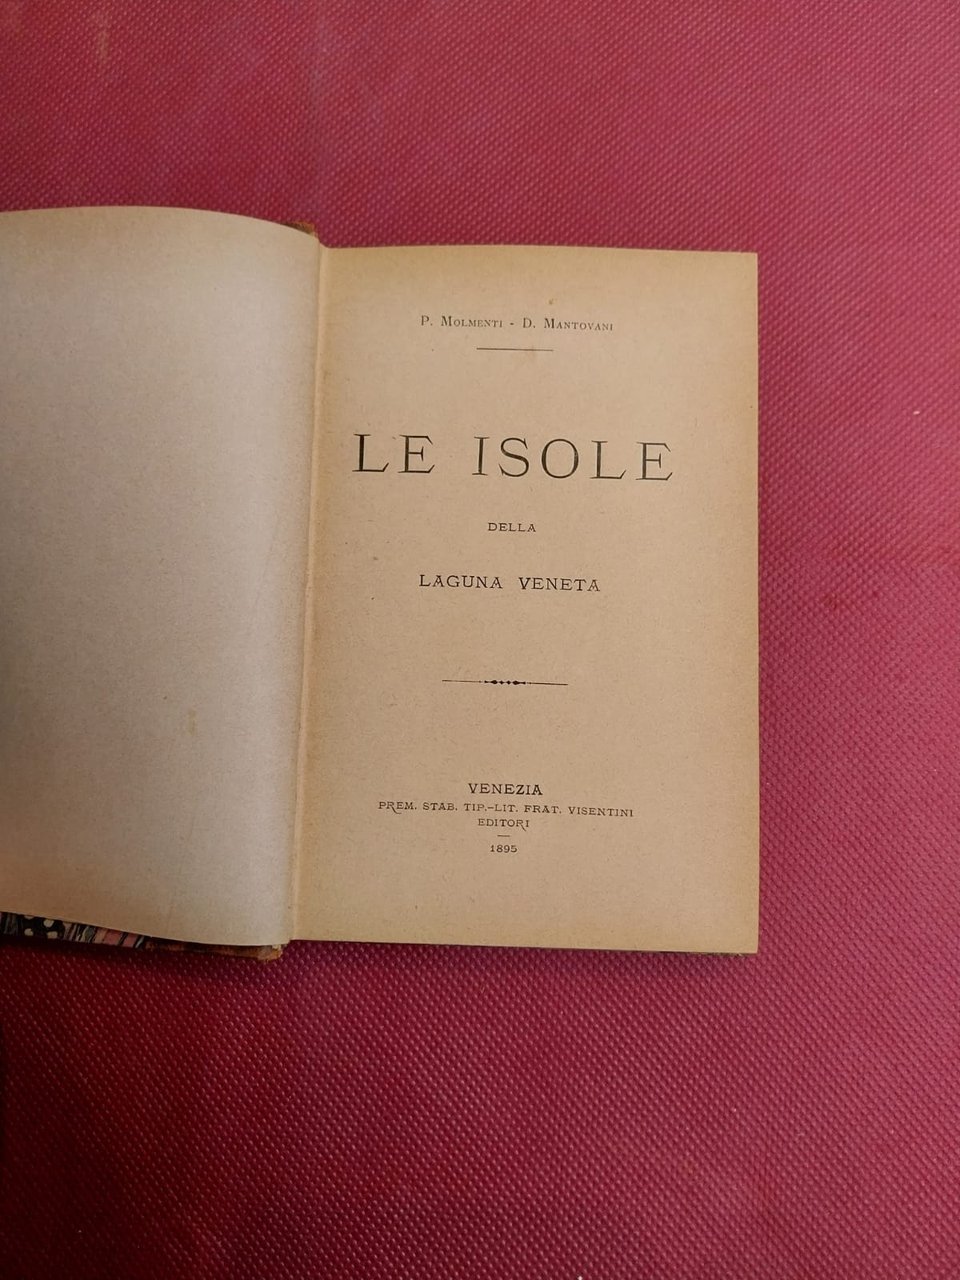 P. Molmenti - D. Mantovani
LE ISOLE
DELLA
LAGUNA VENETA
VENEZIA
PREM. STAB. TIP.-LIT. FRAT. VISENTINI
EDITORI
1895